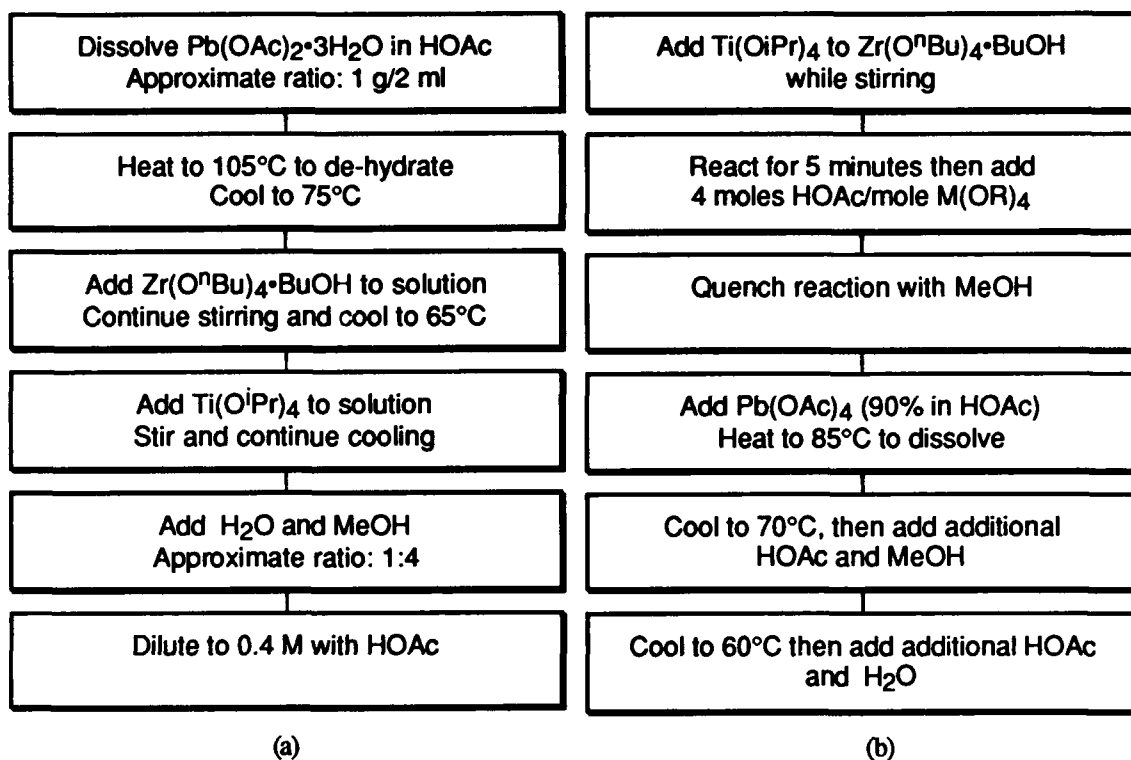 Dissolve Pb(OAc)2•3H2O in HOAc
Approximate ratio: 1 g/2 ml
Heat to 105°C to de-hydrate
Cool to 75°C
Add Zr(OnBu)4•BuOH to solution
Continue stirring and cool to 65°C
Add Ti(OiPr)4 to solution
Stir and continue cooling
Add H2O and MeOH
Approximate ratio: 1:4
Dilute to 0.4 M with HOAc
(a)
Add Ti(OiPr)4 to Zr(OnBu)4•BuOH
while stirring
React for 5 minutes then add
4 moles HOAc/mole M(OR)4
Quench reaction with MeOH
Add Pb(OAc)4 (90% in HOAc)
Heat to 85°C to dissolve
Cool to 70°C, then add additional
HOAc and MeOH
Cool to 60°C then add additional HOAc
and H2O
(b)